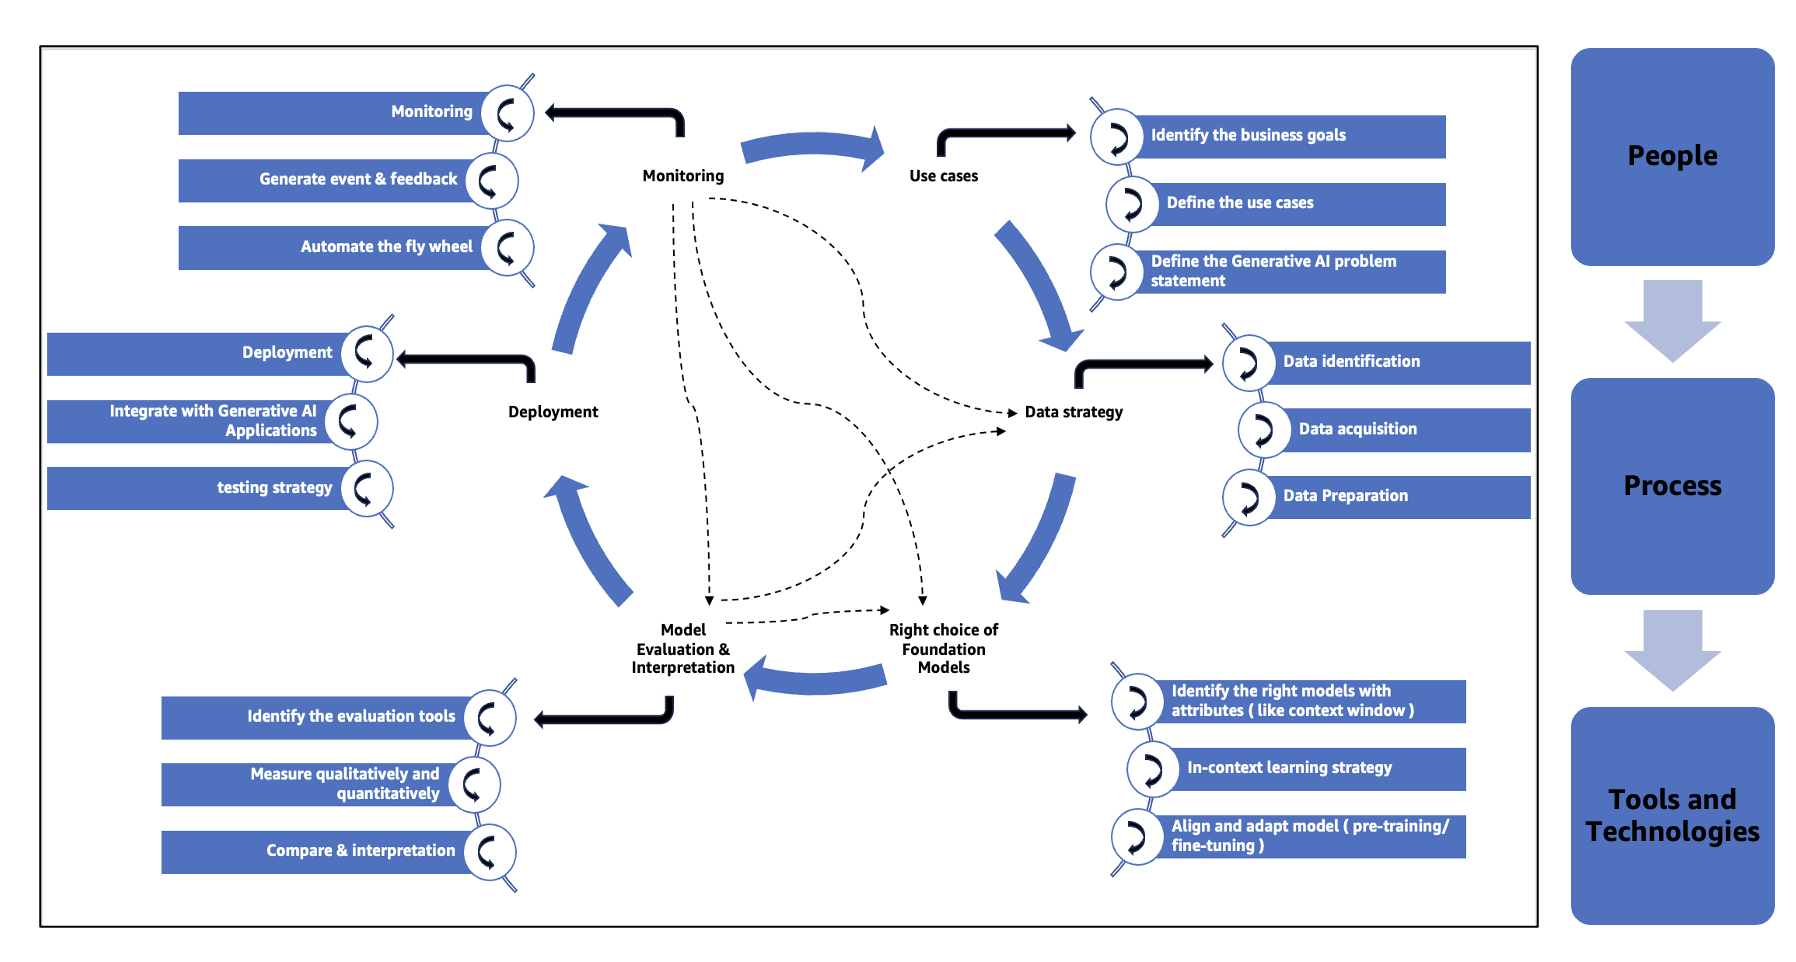 Monitoring
Generate event & feedback
Automate the fly wheel
Monitoring
Use cases
Identify the business goals
Define the use cases
Define the Generative AI problem
statement
People
Deployment
Integrate with Generative AI
Applications
testing strategy
Deployment
Data strategy
Data identification
Data acquisition
Data Preparation
Process
Model
Evaluation &
Interpretation
Right choice of
Foundation
Models
Identify the evaluation tools
Measure qualitatively and
quantitatively
Compare & interpretation
Identify the right models with
attributes ( like context window )
In-context learning strategy
Align and adapt model ( pre-training/
fine-tuning )
Tools and
Technologies